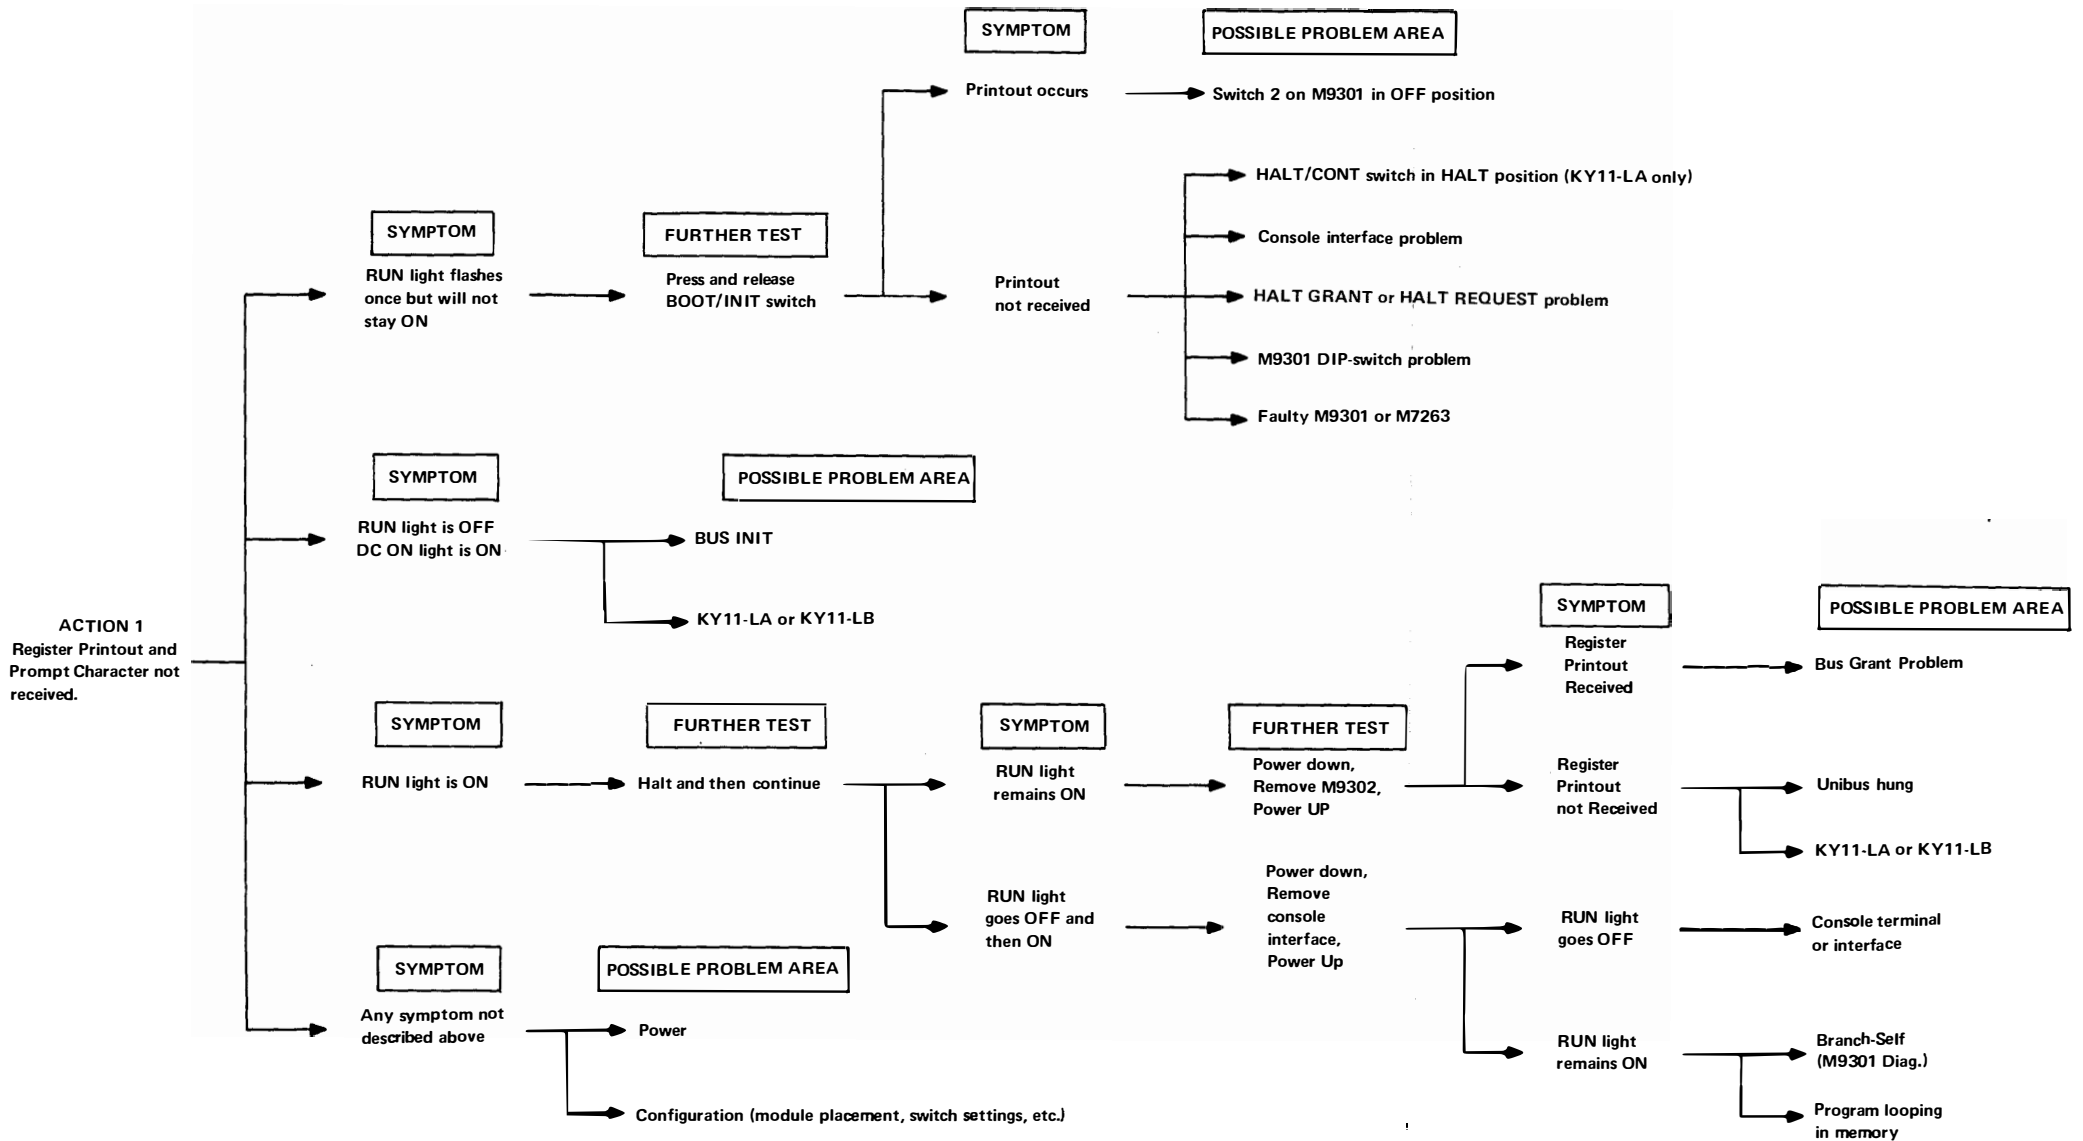 SYMPTOM
POSSIBLE PROBLEM AREA
Printout occurs
Switch 2 on M9301 in OFF position
HALT/CONT switch in HALT position (KY11-LA only)
SYMPTOM
FURTHER TEST
Console interface problem
RUN light flashes
once but will not
stay ON
Press and release
BOOT/INIT switch
Printout
not received
HALT GRANT or HALT REQUEST problem
M9301 DIP-switch problem
Faulty M9301 or M7263
SYMPTOM
POSSIBLE PROBLEM AREA
RUN light is OFF
DC ON light is ON
BUS INIT
KY11-LA or KY11-LB
ACTION 1
Register Printout and
Prompt Character not
received.
SYMPTOM
POSSIBLE PROBLEM AREA
Register
Printout
Received
Bus Grant Problem
SYMPTOM
FURTHER TEST
SYMPTOM
FURTHER TEST
RUN light is ON
Halt and then continue
RUN light
remains ON
Power down,
Remove M9302,
Power UP
Register
Printout
not Received
Unibus hung
KY11-LA or KY11-LB
RUN light
goes OFF and
then ON
Power down,
Remove
console
interface,
Power Up
RUN light
goes OFF
Console terminal
or interface
SYMPTOM
POSSIBLE PROBLEM AREA
Any symptom not
described above
Power
RUN light
remains ON
Branch-Self
(M9301 Diag.)
Configuration (module placement, switch settings, etc.)
Program looping
in memory